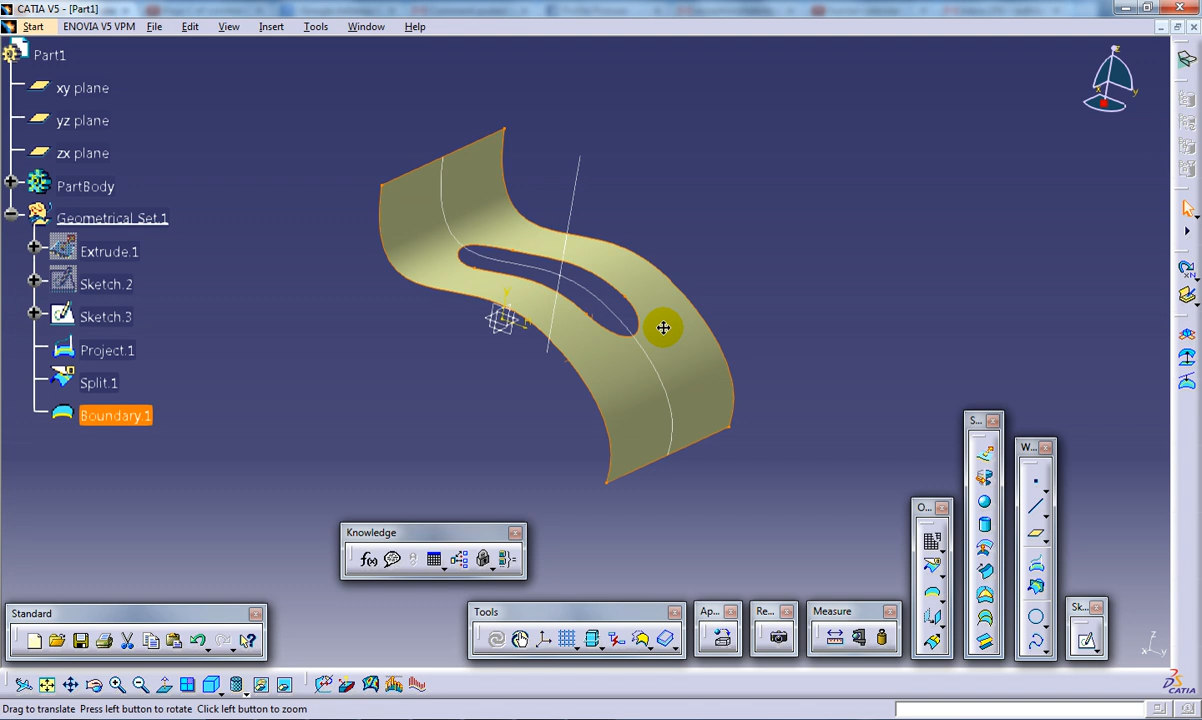 CATIA V5 - [Part1]
Start ENOVIA V5 VPM File Edit View Insert Tools Window Help
Part1
xy plane
yz plane
zx plane
PartBody
Geometrical Set.1
Extrude.1
Sketch.2
Sketch.3
Project.1
Split.1
Boundary.1
S...
W...
O...
Knowledge
f(x)
Standard
Tools
Ap...
Re...
Measure
Sk...
CATIA
Drag to translate Press left button to rotate Click left button to zoom